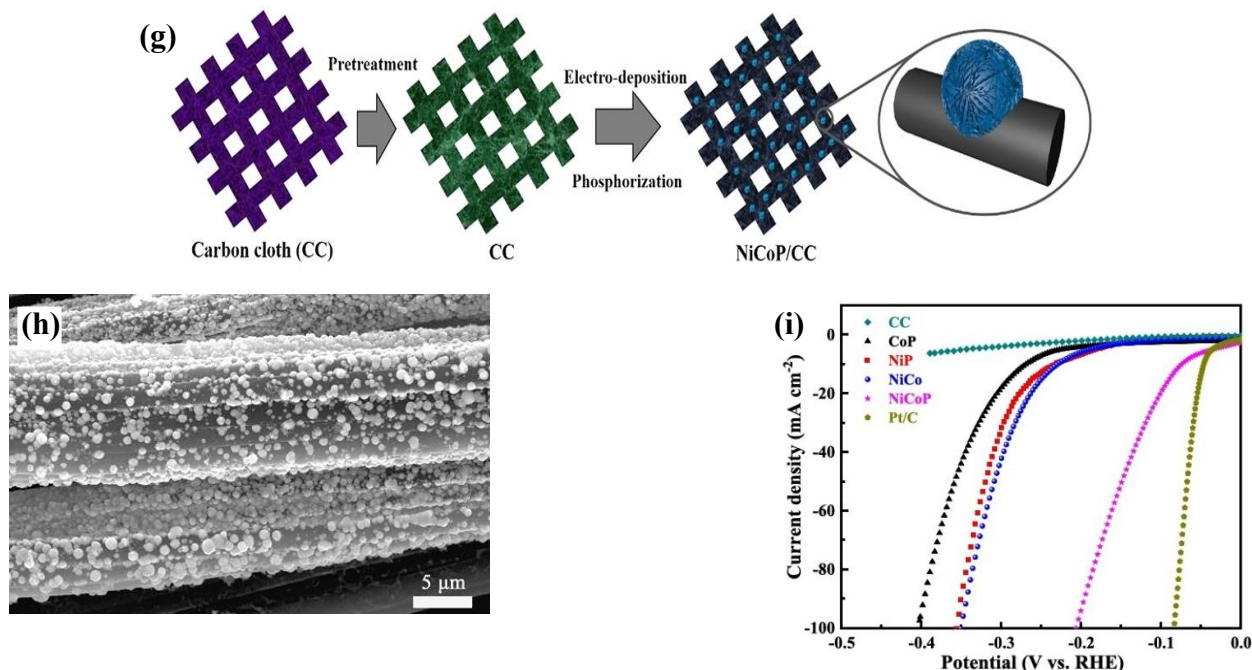 (g)
Pretreatment
Electro-deposition
Phosphorization
Carbon cloth (CC)
CC
NiCoP/CC
(h)
5 μm
(i)
CC
CoP
NiP
NiCo
NiCoP
Pt/C
Current density (mA cm⁻²)
0
-20
-40
-60
-80
-100
-0.5
-0.4
-0.3
-0.2
-0.1
0.0
Potential (V vs. RHE)